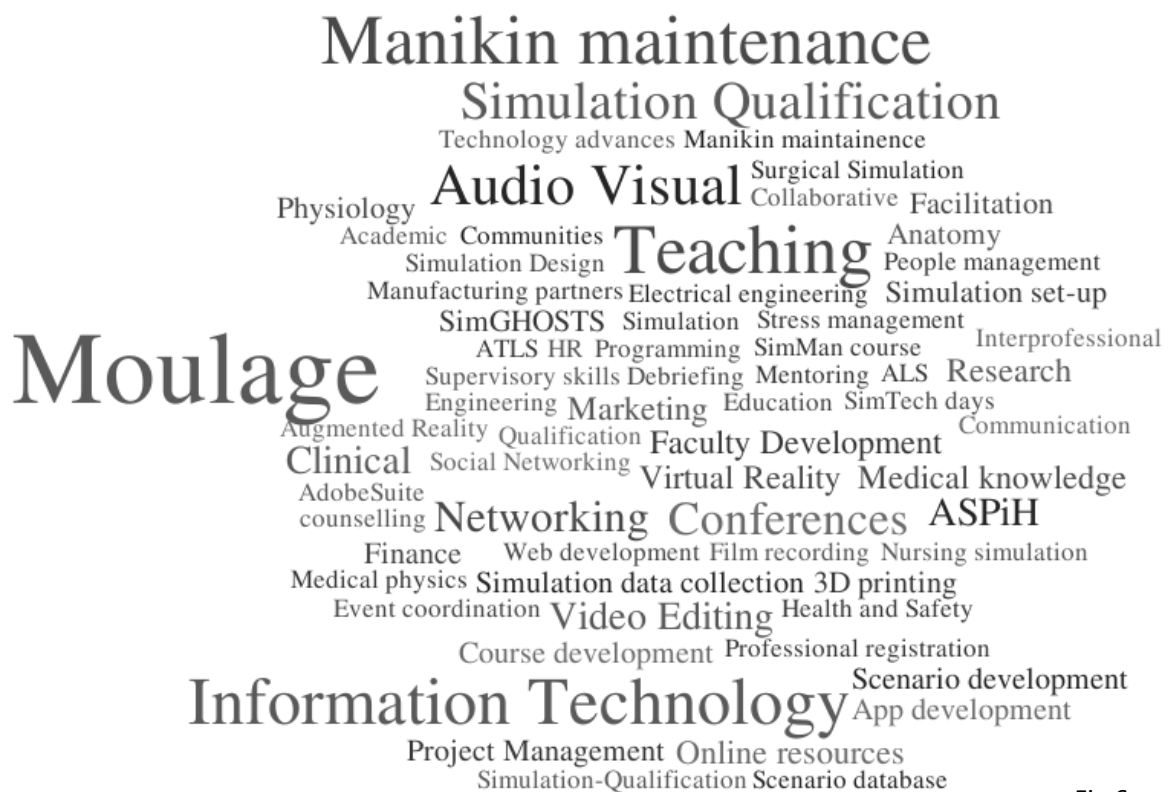 Manikin maintenance
Simulation Qualification
Technology advances Manikin maintainence
Audio Visual Surgical Simulation
Collaborative
Physiology Facilitation
Academic Communities Teaching Anatomy
Simulation Design People management
Manufacturing partners Electrical engineering Simulation set-up
SimGHOSTS Simulation Stress management
Interprofessional
Moulage
ATLS HR Programming SimMan course
Supervisory skills Debriefing Mentoring ALS Research
Engineering Marketing Education SimTech days
Augmented Reality Qualification Faculty Development Communication
Clinical Social Networking
Virtual Reality Medical knowledge
AdobeSuite
counselling Networking Conferences ASPiH
Finance Web development Film recording Nursing simulation
Medical physics Simulation data collection 3D printing
Event coordination Video Editing Health and Safety
Course development Professional registration
Information Technology Scenario development
App development
Project Management Online resources
Simulation-Qualification Scenario database